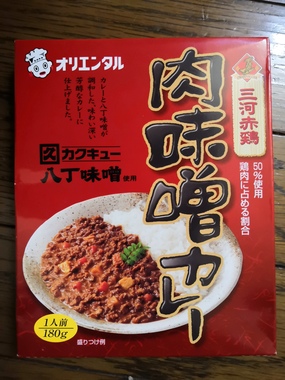 オリエンタル
カレーと八丁味噌が
調和した、味わい深い
芳醇なカレーに
仕上げました。
久 カクキュー
八丁味噌 使用
肉味噌カレー
三河赤鶏
50%使用
鶏肉に占める割合
1人前
180g
盛りつけ例